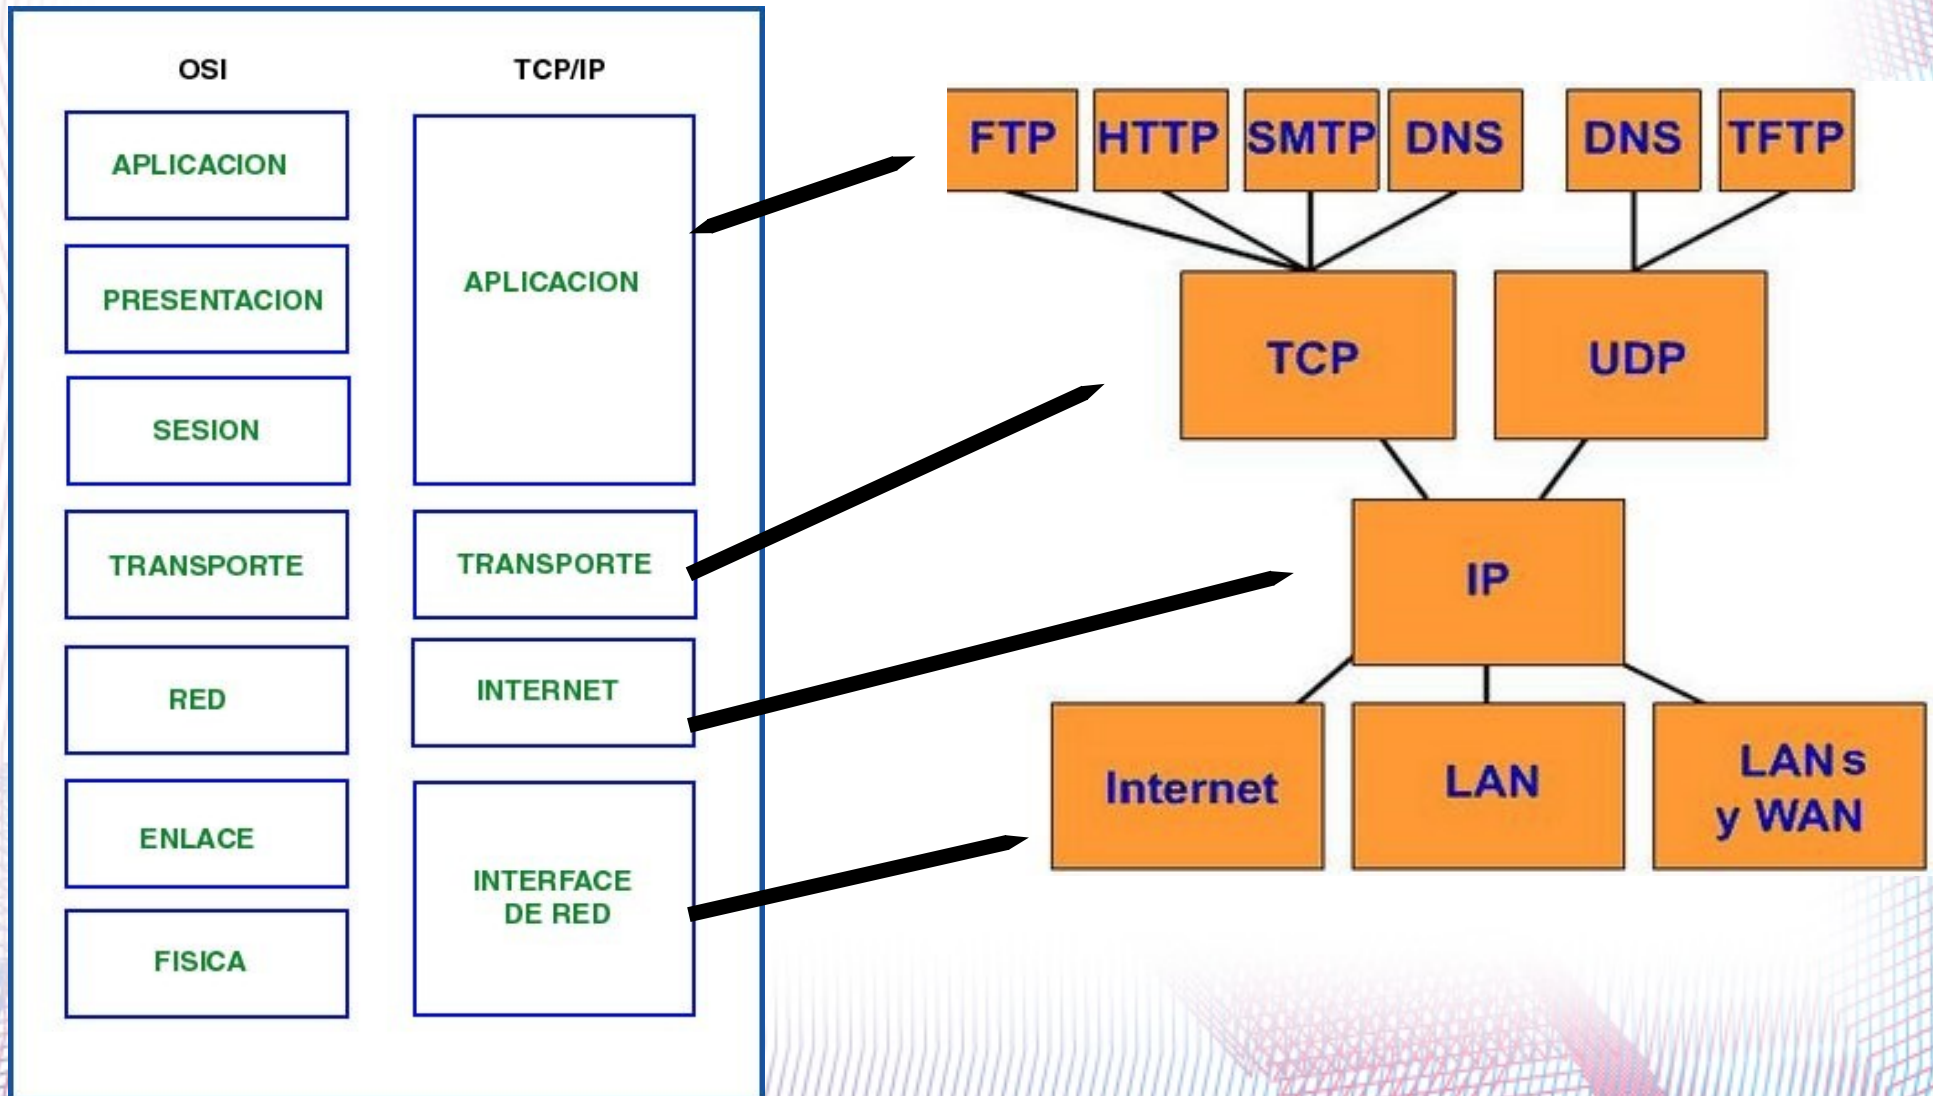 OSI
TCP/IP
APLICACION
PRESENTACION
SESION
TRANSPORTE
RED
ENLACE
FISICA
APLICACION
TRANSPORTE
INTERNET
INTERFACE
DE RED
FTP
HTTP
SMTP
DNS
DNS
TFTP
TCP
UDP
IP
Internet
LAN
LANs
y WAN